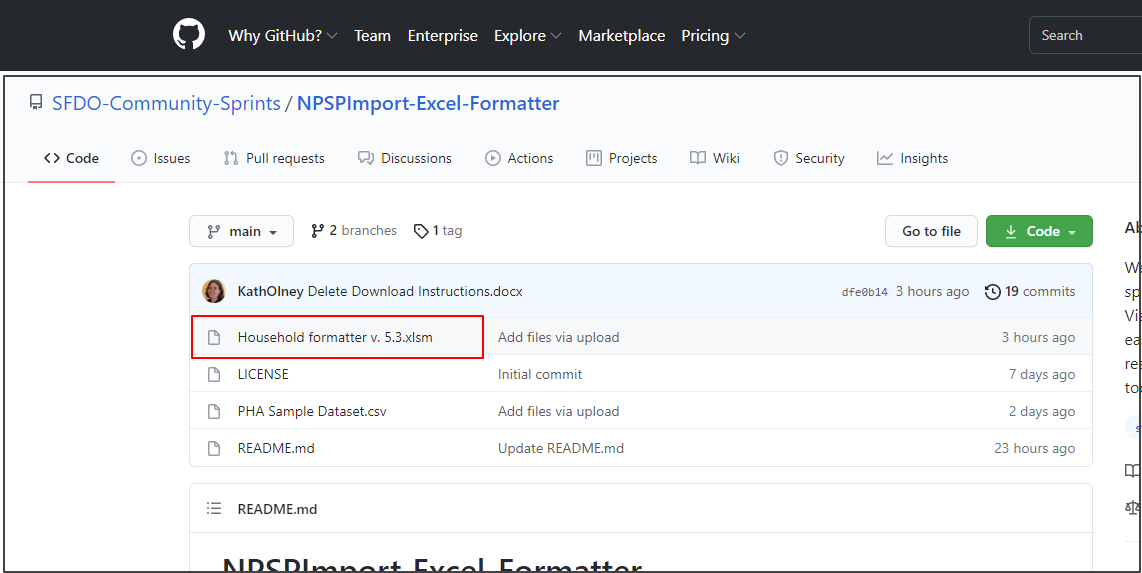 Why GitHub? Team Enterprise Explore Marketplace Pricing Search
SFDO-Community-Sprints / NPSPImport-Excel-Formatter
Code Issues Pull requests Discussions Actions Projects Wiki Security Insights
main 2 branches 1 tag Go to file Code
KathOlney Delete Download Instructions.docx dfe0b14 3 hours ago 19 commits
Household formatter v. 5.3.xlsm Add files via upload 3 hours ago
LICENSE Initial commit 7 days ago
PHA Sample Dataset.csv Add files via upload 2 days ago
README.md Update README.md 23 hours ago
README.md
NPSPImport-Excel-Formatter